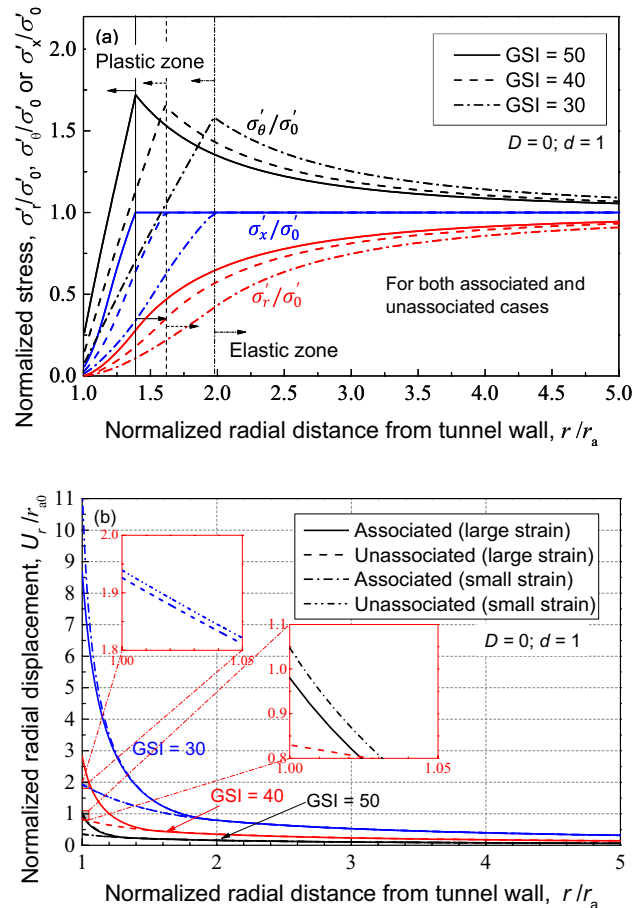 (a)
Plastic zone
GSI = 50
GSI = 40
GSI = 30
D = 0; d = 1
σ′θ/σ′0
σ′x/σ′0
σ′r/σ′0
For both associated and
unassociated cases
Elastic zone
Normalized stress, σ′r/σ′0, σ′θ/σ′0 or σ′x/σ′0
2.0
1.5
1.0
0.5
0.0
1.0 1.5 2.0 2.5 3.0 3.5 4.0 4.5 5.0
Normalized radial distance from tunnel wall, r/ra
(b)
Associated (large strain)
Unassociated (large strain)
Associated (small strain)
Unassociated (small strain)
D = 0; d = 1
2.0
1.9
1.8
1.00 1.05
1.1
1.0
0.9
0.8
1.00 1.05
GSI = 30
GSI = 40
GSI = 50
Normalized radial displacement, Ur/ra0
11
10
9
8
7
6
5
4
3
2
1
0
1 2 3 4 5
Normalized radial distance from tunnel wall, r/ra